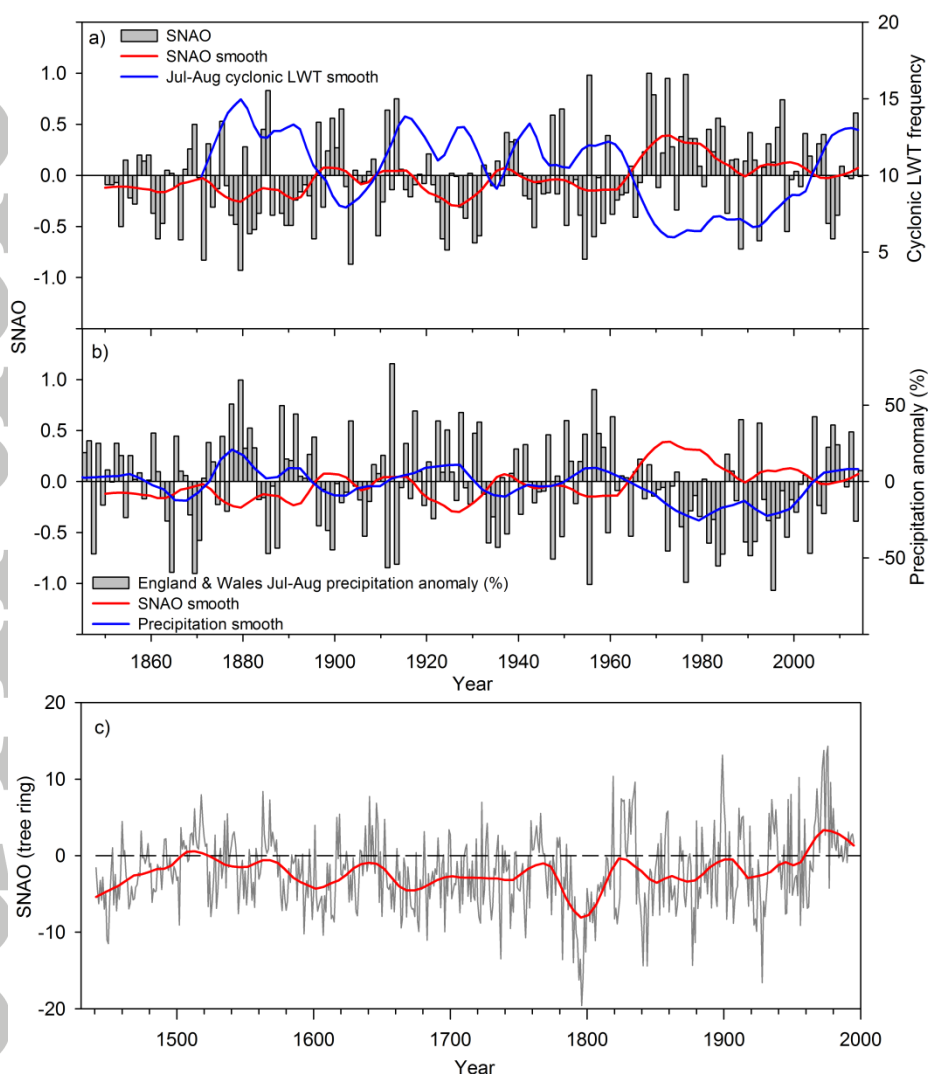 a)
SNAO
SNAO smooth
Jul-Aug cyclonic LWT smooth
1.0
0.5
0.0
-0.5
-1.0
20
15
10
5
Cyclonic LWT frequency
SNAO
b)
1.0
0.5
0.0
-0.5
-1.0
50
0
-50
Precipitation anomaly (%)
England & Wales Jul-Aug precipitation anomaly (%)
SNAO smooth
Precipitation smooth
1860 1880 1900 1920 1940 1960 1980 2000
Year
c)
20
10
0
-10
-20
SNAO (tree ring)
1500 1600 1700 1800 1900 2000
Year